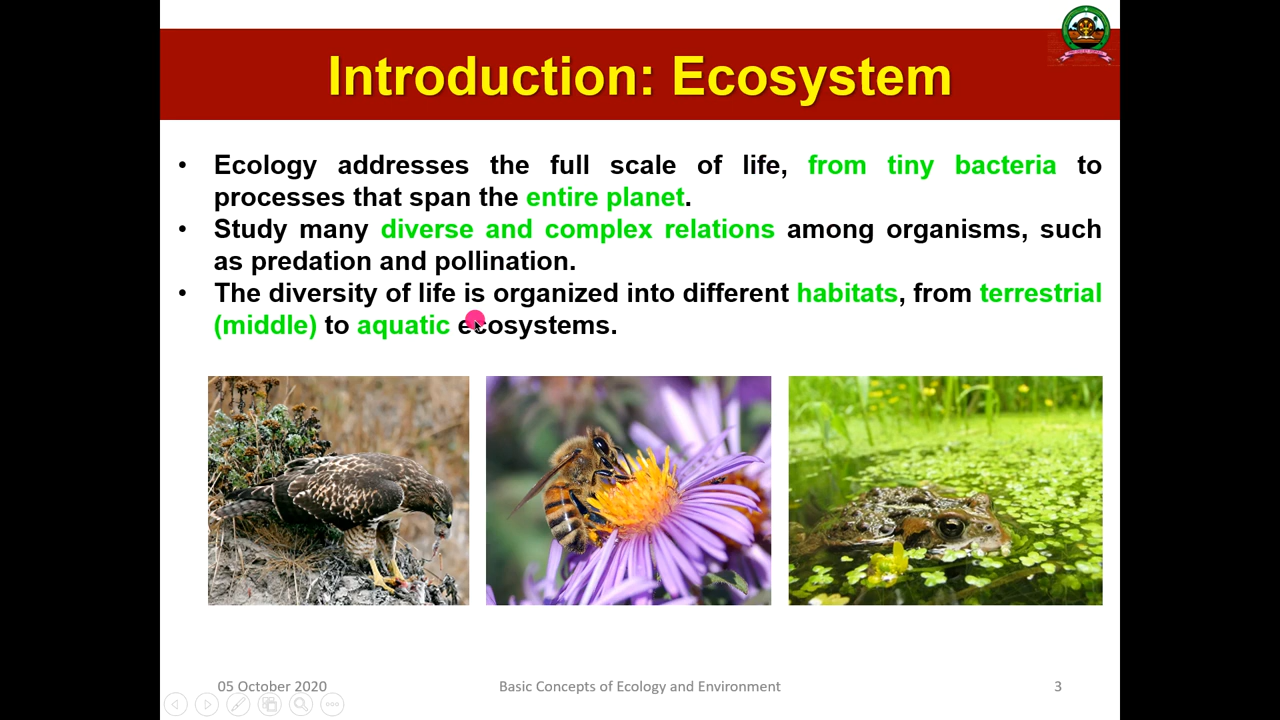 Introduction: Ecosystem
• Ecology addresses the full scale of life, from tiny bacteria to
processes that span the entire planet.
• Study many diverse and complex relations among organisms, such
as predation and pollination.
• The diversity of life is organized into different habitats, from terrestrial
(middle) to aquatic ecosystems.
05 October 2020
Basic Concepts of Ecology and Environment
3